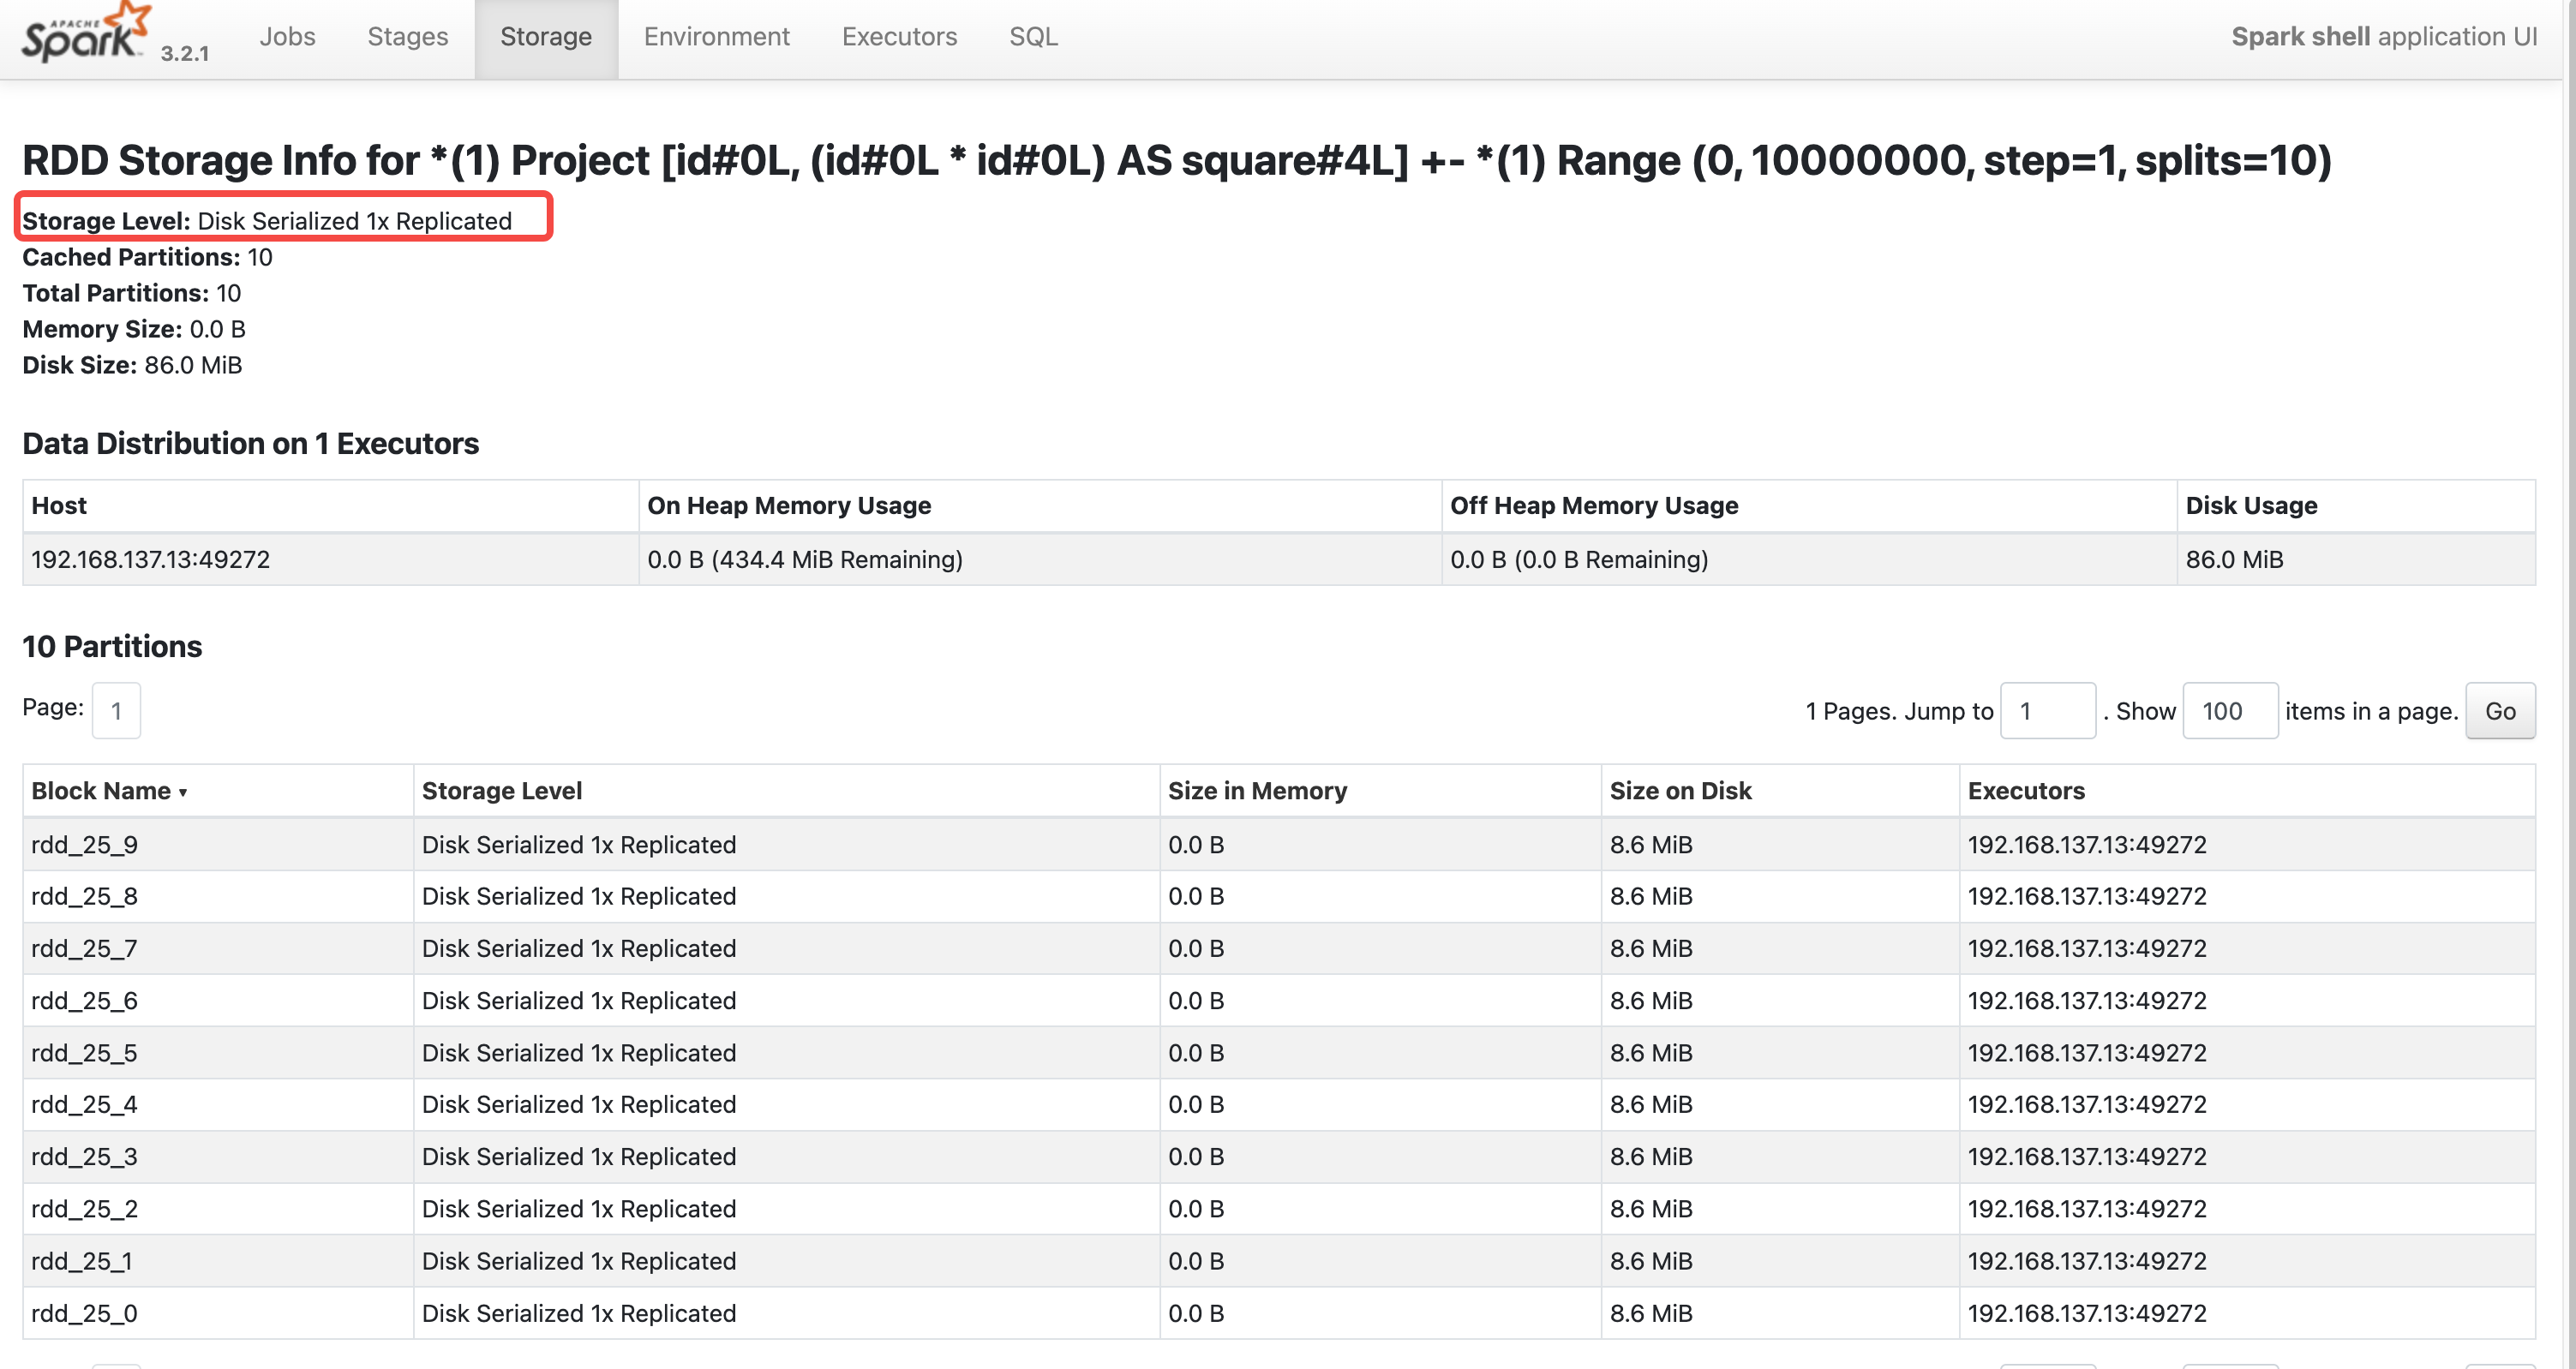 APACHE
Spark 3.2.1 Jobs Stages Storage Environment Executors SQL Spark shell application UI
RDD Storage Info for *(1) Project [id#0L, (id#0L * id#0L) AS square#4L] +- *(1) Range (0, 10000000, step=1, splits=10)
Storage Level: Disk Serialized 1x Replicated
Cached Partitions: 10
Total Partitions: 10
Memory Size: 0.0 B
Disk Size: 86.0 MiB
Data Distribution on 1 Executors
Host On Heap Memory Usage Off Heap Memory Usage Disk Usage
192.168.137.13:49272 0.0 B (434.4 MiB Remaining) 0.0 B (0.0 B Remaining) 86.0 MiB
10 Partitions
Page: 1 1 Pages. Jump to 1 . Show 100 items in a page. Go
Block Name ▾ Storage Level Size in Memory Size on Disk Executors
rdd_25_9 Disk Serialized 1x Replicated 0.0 B 8.6 MiB 192.168.137.13:49272
rdd_25_8 Disk Serialized 1x Replicated 0.0 B 8.6 MiB 192.168.137.13:49272
rdd_25_7 Disk Serialized 1x Replicated 0.0 B 8.6 MiB 192.168.137.13:49272
rdd_25_6 Disk Serialized 1x Replicated 0.0 B 8.6 MiB 192.168.137.13:49272
rdd_25_5 Disk Serialized 1x Replicated 0.0 B 8.6 MiB 192.168.137.13:49272
rdd_25_4 Disk Serialized 1x Replicated 0.0 B 8.6 MiB 192.168.137.13:49272
rdd_25_3 Disk Serialized 1x Replicated 0.0 B 8.6 MiB 192.168.137.13:49272
rdd_25_2 Disk Serialized 1x Replicated 0.0 B 8.6 MiB 192.168.137.13:49272
rdd_25_1 Disk Serialized 1x Replicated 0.0 B 8.6 MiB 192.168.137.13:49272
rdd_25_0 Disk Serialized 1x Replicated 0.0 B 8.6 MiB 192.168.137.13:49272